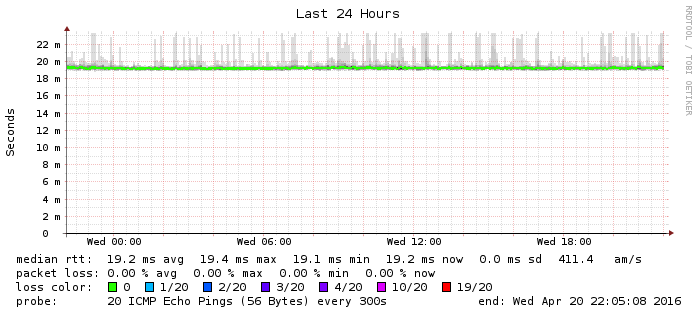 Last 24 Hours
RRDTOOL / TOBI OETIKER
Seconds
22 m
20 m
18 m
16 m
14 m
12 m
10 m
8 m
6 m
4 m
2 m
0
Wed 00:00 Wed 06:00 Wed 12:00 Wed 18:00
median rtt: 19.2 ms avg 19.4 ms max 19.1 ms min 19.2 ms now 0.0 ms sd 411.4 am/s
packet loss: 0.00 % avg 0.00 % max 0.00 % min 0.00 % now
loss color: 0 1/20 2/20 3/20 4/20 10/20 19/20
probe: 20 ICMP Echo Pings (56 Bytes) every 300s end: Wed Apr 20 22:05:08 2016